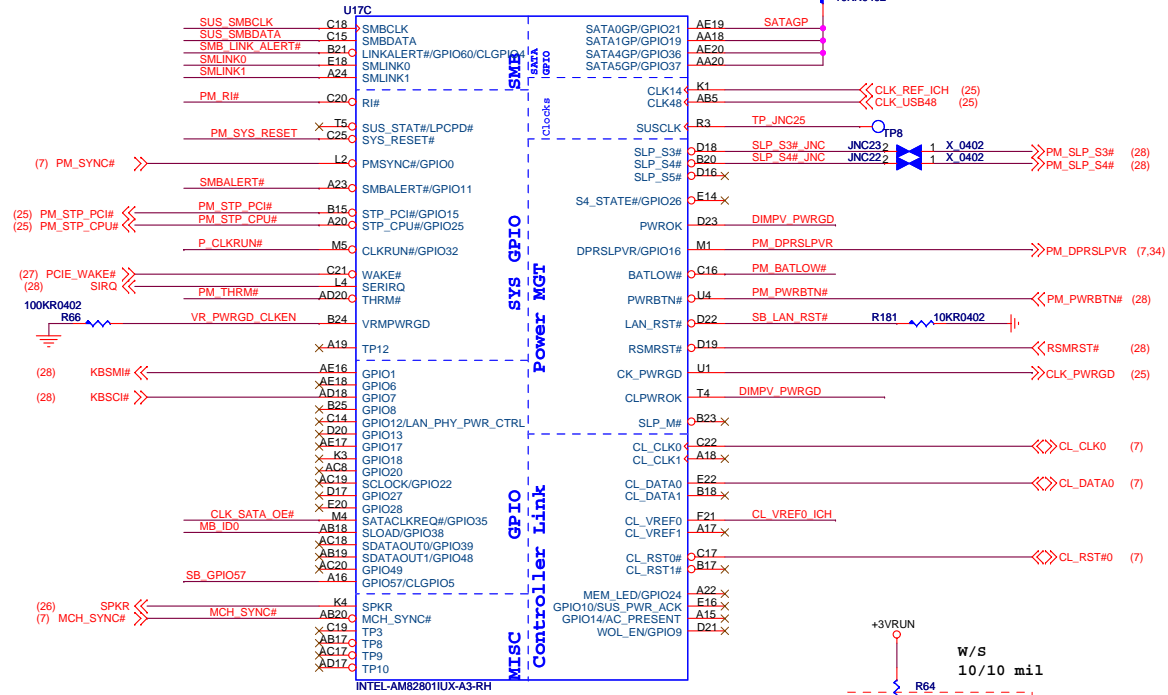 U17C
10KR0402
SUS_SMBCLK C18 SMBCLK
SUS_SMBDATA C15 SMBDATA
SMB_LINK_ALERT# B21 LINKALERT#/GPIO60/CLGPIO4
SMLINK0 E18 SMLINK0
SMLINK1 A24 SMLINK1
PM_RI# C20 RI#
T5 SUS_STAT#/LPCPD#
PM_SYS_RESET C25 SYS_RESET#
(7) PM_SYNC# L2 PMSYNC#/GPIO0
SMBALERT# A23 SMBALERT#/GPIO11
(25) PM_STP_PCI# PM_STP_PCI# B15 STP_PCI#/GPIO15
(25) PM_STP_CPU# PM_STP_CPU# A20 STP_CPU#/GPIO25
P_CLKRUN# M5 CLKRUN#/GPIO32
(27) PCIE_WAKE# C21 WAKE#
(28) SIRQ L4 SERIRQ
PM_THRM# AD20 THRM#
100KR0402
R66 VR_PWRGD_CLKEN B24 VRMPWRGD
A19 TP12
(28) KBSMI# AE16 GPIO1
AE18 GPIO6
(28) KBSCI# AD18 GPIO7
B25 GPIO8
C14 GPIO12/LAN_PHY_PWR_CTRL
D20 GPIO13
AE17 GPIO17
K3 GPIO18
AC8 GPIO20
AC19 SCLOCK/GPIO22
D17 GPIO27
E20 GPIO28
CLK_SATA_OE# M4 SATACLKREQ#/GPIO35
MB_ID0 AB18 SLOAD/GPIO38
AC18 SDATAOUT0/GPIO39
AB19 SDATAOUT1/GPIO48
AC20 GPIO49
SB_GPIO57 A16 GPIO57/CLGPIO5
(26) SPKR K4 SPKR
(7) MCH_SYNC# MCH_SYNC# AB20 MCH_SYNC#
C19 TP3
AB17 TP8
AC17 TP9
AD17 TP10
INTEL-AM82801IUX-A3-RH
SMB
SATA
GPIO
Clocks
SYS GPIO
Power MGT
GPIO
Controller Link
MISC
SATA0GP/GPIO21 AE19 SATAGP
SATA1GP/GPIO19 AA18
SATA4GP/GPIO36 AE20
SATA5GP/GPIO37 AA20
CLK14 K1 CLK_REF_ICH (25)
CLK48 AB5 CLK_USB48 (25)
SUSCLK R3 TP_JNC25 TP8
SLP_S3# D18 SLP_S3#_JNC JNC23 2 1 X_0402 PM_SLP_S3# (28)
SLP_S4# B20 SLP_S4#_JNC JNC22 2 1 X_0402 PM_SLP_S4# (28)
SLP_S5# D16
S4_STATE#/GPIO26 E14
PWROK D23 DIMPV_PWRGD
DPRSLPVR/GPIO16 M1 PM_DPRSLPVR PM_DPRSLPVR (7,34)
BATLOW# C16 PM_BATLOW#
PWRBTN# U4 PM_PWRBTN# PM_PWRBTN# (28)
LAN_RST# D22 SB_LAN_RST# R181 10KR0402
RSMRST# D19 RSMRST# (28)
CK_PWRGD U1 CLK_PWRGD (25)
CLPWROK T4 DIMPV_PWRGD
SLP_M# B23
CL_CLK0 C22 CL_CLK0 (7)
CL_CLK1 A18
CL_DATA0 E22 CL_DATA0 (7)
CL_DATA1 B18
CL_VREF0 F21 CL_VREF0_ICH
CL_VREF1 A17
CL_RST0# C17 CL_RST#0 (7)
CL_RST1# B17
MEM_LED/GPIO24 A22
GPIO10/SUS_PWR_ACK E16
GPIO14/AC_PRESENT A15
WOL_EN/GPIO9 D21
+3VRUN
W/S
10/10 mil
R64